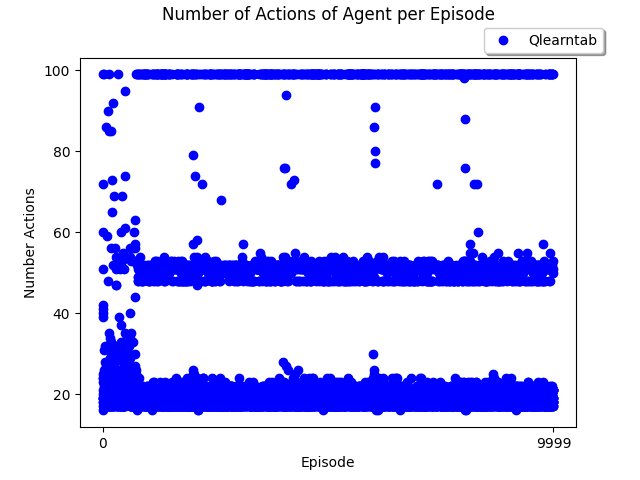 Number of Actions of Agent per Episode
Qlearntab
100
80
60
40
20
Number Actions
0
9999
Episode